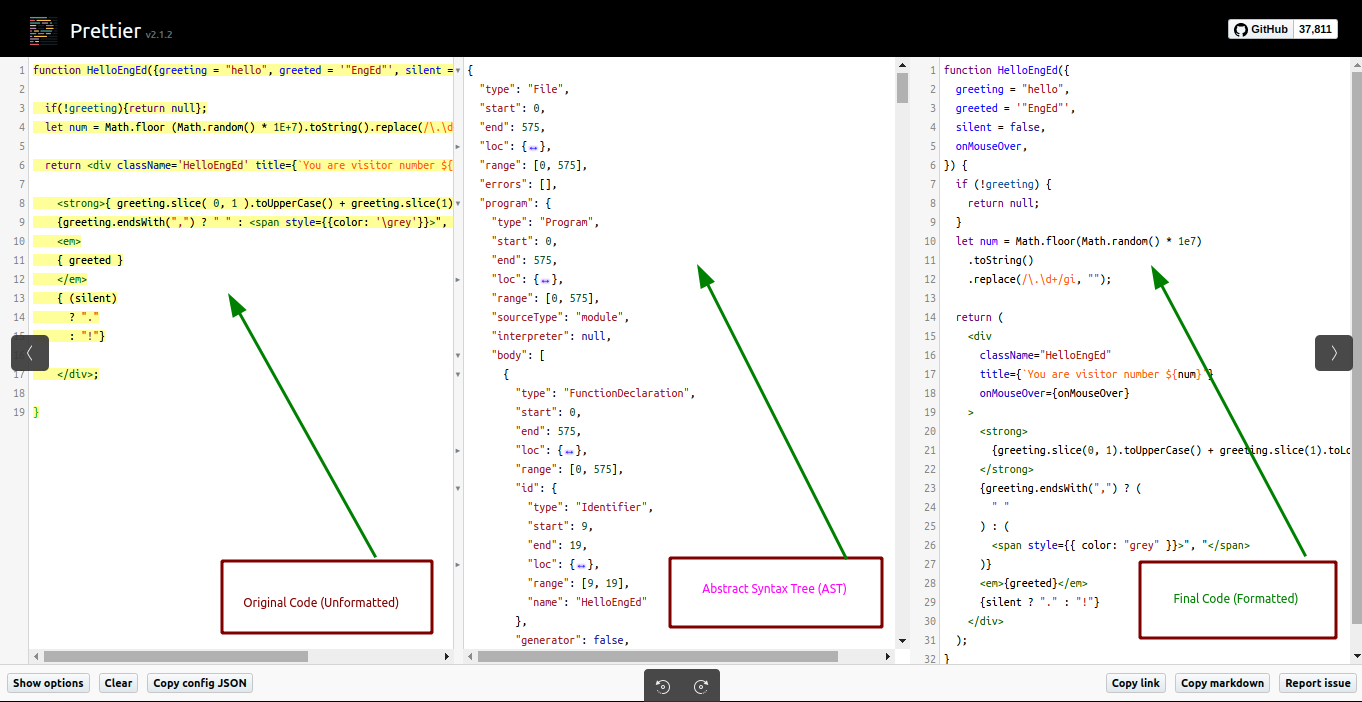 Prettier v2.1.2
GitHub 37,811
1 function HelloEngEd({greeting = "hello", greeted = '"EngEd"', silent =
2
3 if(!greeting){return null};
4 let num = Math.floor (Math.random() * 1E+7).toString().replace(/\.\d
5
6 return <div className='HelloEngEd' title={`You are visitor number ${
7
8 <strong>{ greeting.slice( 0, 1 ).toUpperCase() + greeting.slice(1)
9 {greeting.endsWith(",") ? " " : <span style={{color: '\grey'}}>",
10 <em>
11 { greeted }
12 </em>
13 { (silent)
14 ? "."
15 : "!"}
17 </div>;
18
19 }
Original Code (Unformatted)
{
"type": "File",
"start": 0,
"end": 575,
"loc": {↔},
"range": [0, 575],
"errors": [],
"program": {
"type": "Program",
"start": 0,
"end": 575,
"loc": {↔},
"range": [0, 575],
"sourceType": "module",
"interpreter": null,
"body": [
{
"type": "FunctionDeclaration",
"start": 0,
"end": 575,
"loc": {↔},
"range": [0, 575],
"id": {
"type": "Identifier",
"start": 9,
"end": 19,
"loc": {↔},
"range": [9, 19],
"name": "HelloEngEd"
},
"generator": false,
Abstract Syntax Tree (AST)
1 function HelloEngEd({
2 greeting = "hello",
3 greeted = '"EngEd"',
4 silent = false,
5 onMouseOver,
6 }) {
7 if (!greeting) {
8 return null;
9 }
10 let num = Math.floor(Math.random() * 1e7)
11 .toString()
12 .replace(/\.\d+/gi, "");
13
14 return (
15 <div
16 className="HelloEngEd"
17 title={`You are visitor number ${num}`}
18 onMouseOver={onMouseOver}
19 >
20 <strong>
21 {greeting.slice(0, 1).toUpperCase() + greeting.slice(1).toLo
22 </strong>
23 {greeting.endsWith(",") ? (
24 " "
25 ) : (
26 <span style={{ color: "grey" }}>", "</span>
27 )}
28 <em>{greeted}</em>
29 {silent ? "." : "!"}
30 </div>
31 );
32 }
Final Code (Formatted)
Show options Clear Copy config JSON
Copy link Copy markdown Report issue